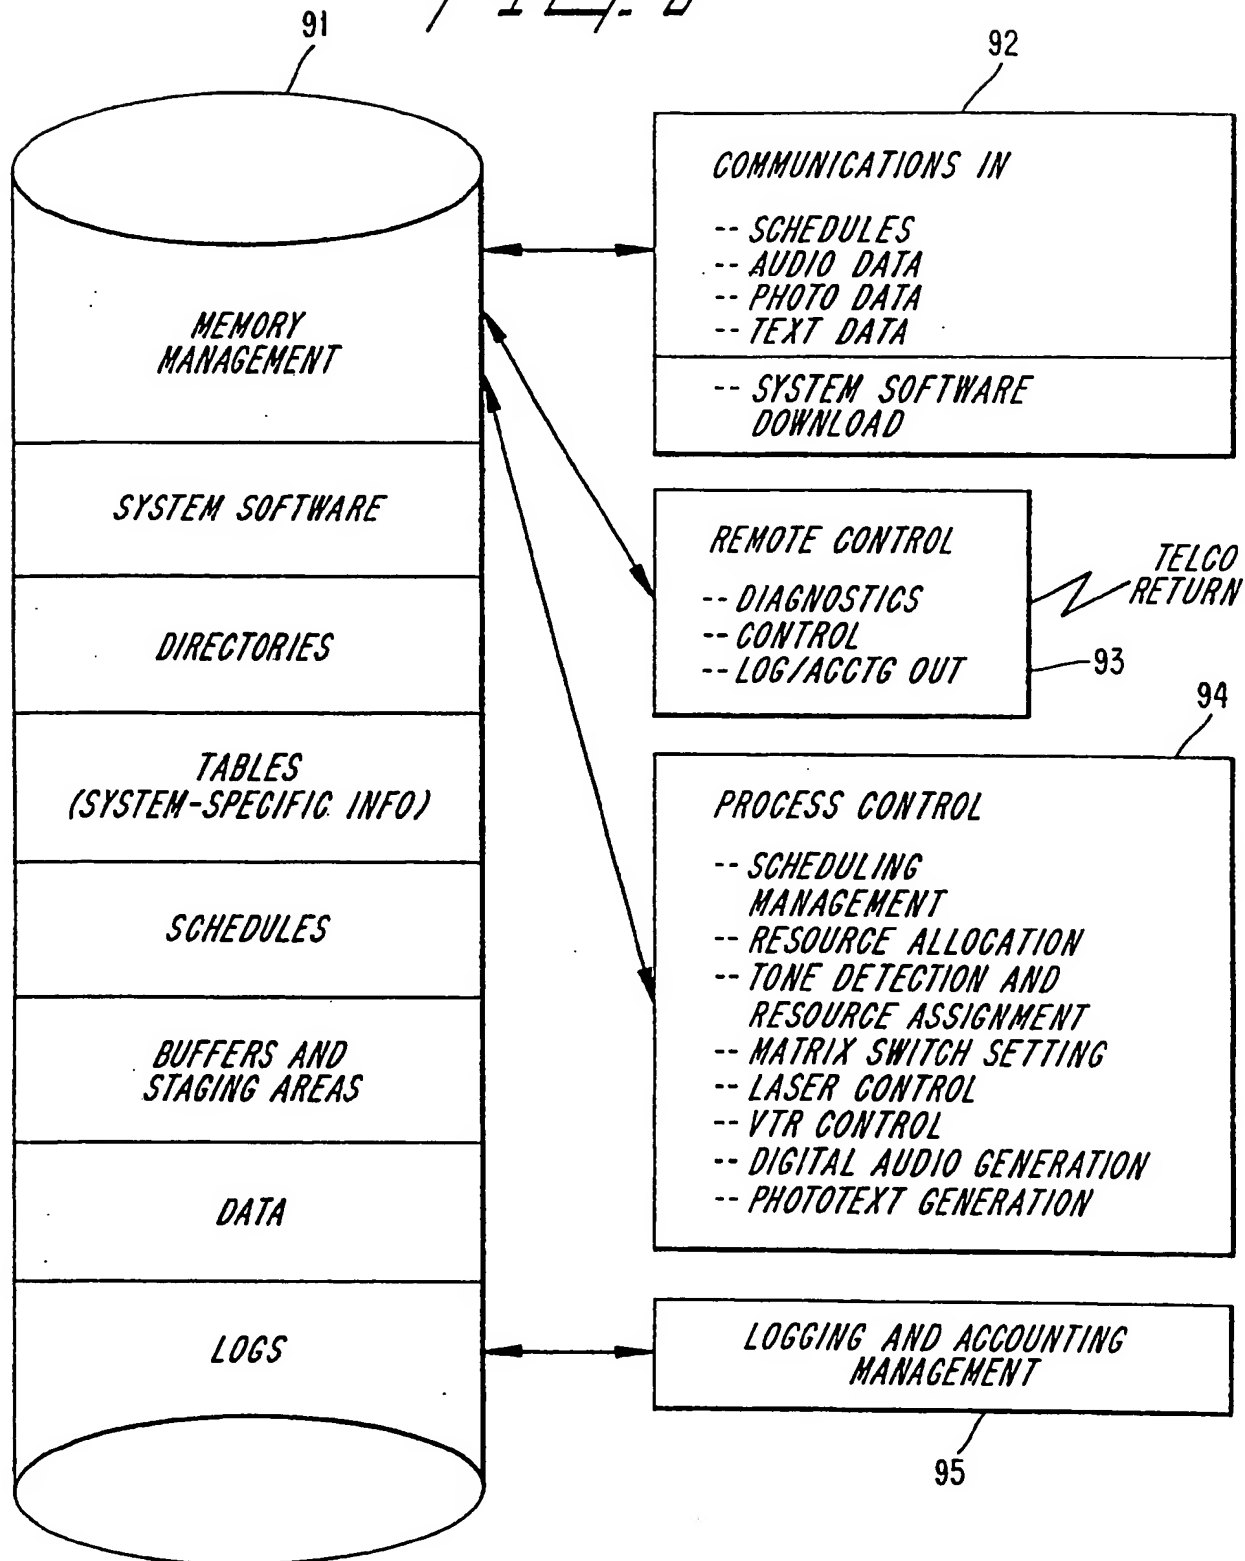 91
MEMORY
MANAGEMENT
SYSTEM SOFTWARE
DIRECTORIES
TABLES
(SYSTEM-SPECIFIC INFO)
SCHEDULES
BUFFERS AND
STAGING AREAS
DATA
LOGS
92
COMMUNICATIONS IN
-- SCHEDULES
-- AUDIO DATA
-- PHOTO DATA
-- TEXT DATA
-- SYSTEM SOFTWARE
DOWNLOAD
REMOTE CONTROL
-- DIAGNOSTICS
-- CONTROL
-- LOG/ACCTG OUT
TELCO
RETURN
93
94
PROCESS CONTROL
-- SCHEDULING
MANAGEMENT
-- RESOURCE ALLOCATION
-- TONE DETECTION AND
RESOURCE ASSIGNMENT
-- MATRIX SWITCH SETTING
-- LASER CONTROL
-- VTR CONTROL
-- DIGITAL AUDIO GENERATION
-- PHOTOTEXT GENERATION
LOGGING AND ACCOUNTING
MANAGEMENT
95